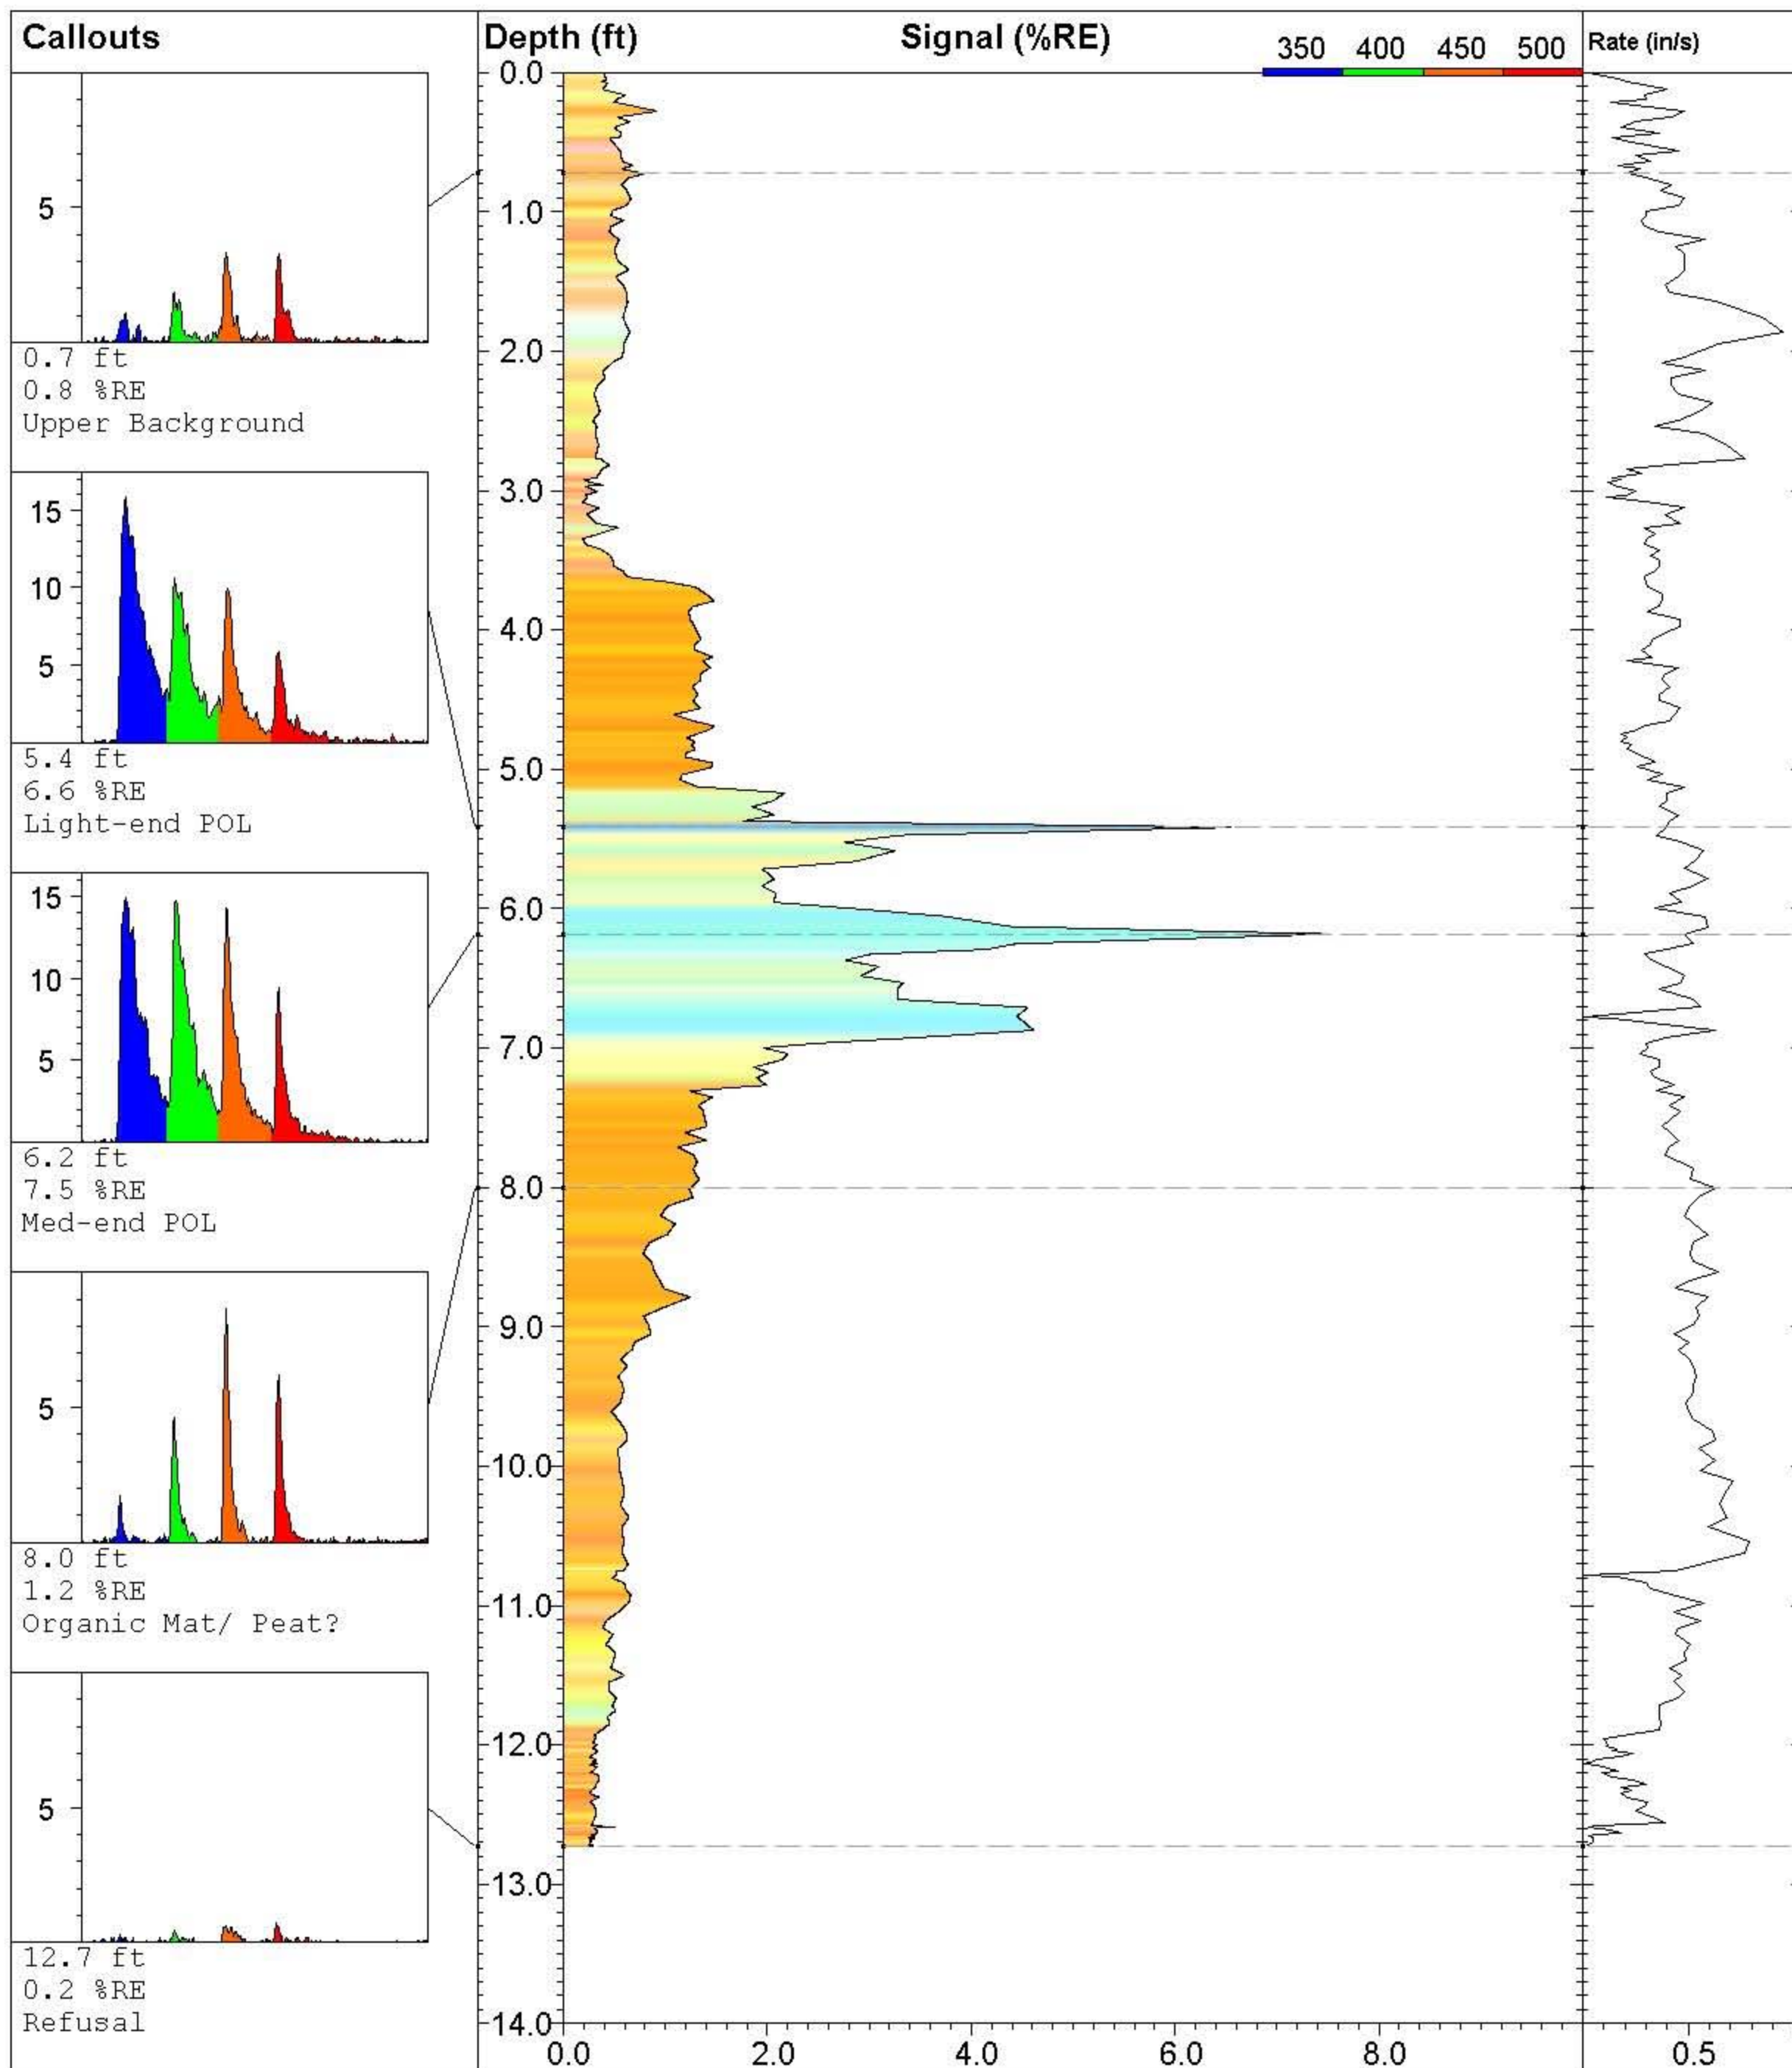 Callouts
Depth (ft)
Signal (%RE)
350 400 450 500
Rate (in/s)
5
0.7 ft
0.8 %RE
Upper Background
15
10
5
5.4 ft
6.6 %RE
Light-end POL
15
10
5
6.2 ft
7.5 %RE
Med-end POL
5
8.0 ft
1.2 %RE
Organic Mat/ Peat?
5
12.7 ft
0.2 %RE
Refusal
0.0
1.0
2.0
3.0
4.0
5.0
6.0
7.0
8.0
9.0
10.0
11.0
12.0
13.0
14.0
0.0 2.0 4.0 6.0 8.0
0.5